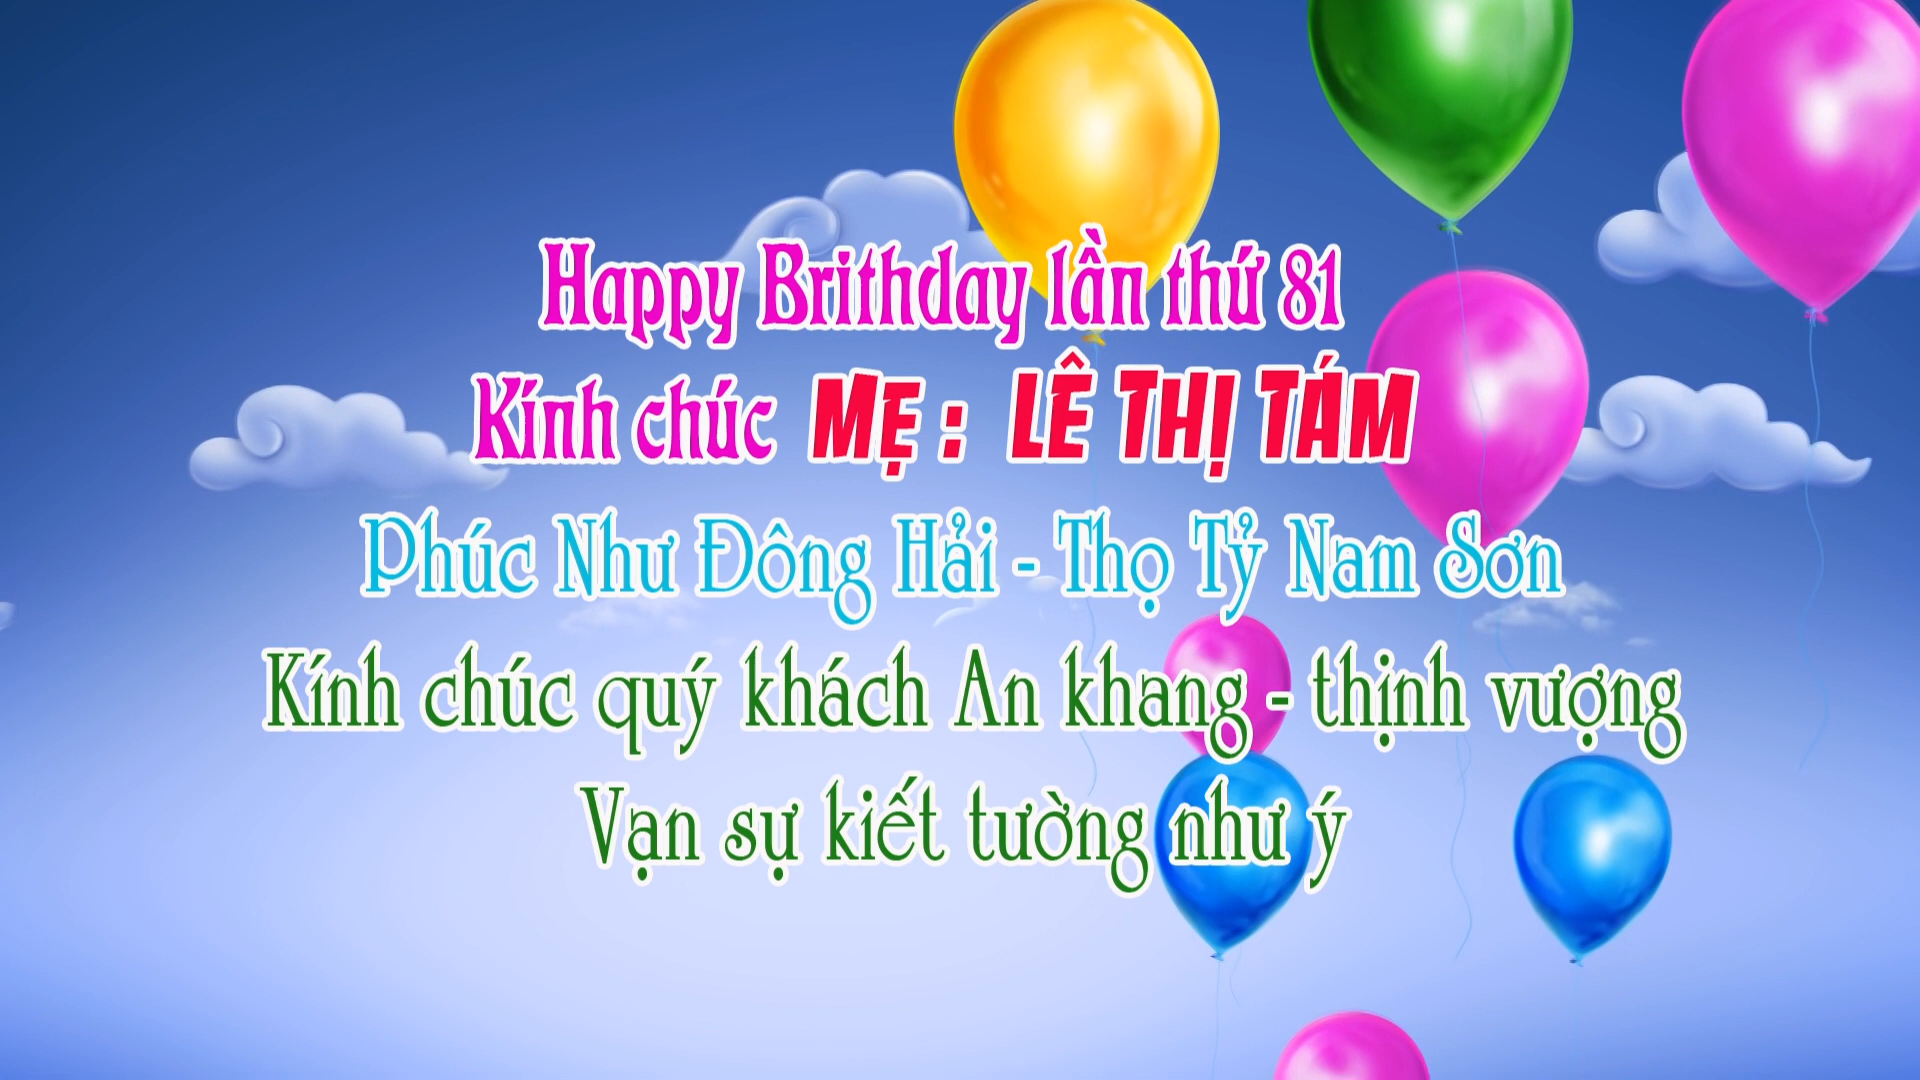 Happy Brithday lần thứ 81
Kính chúc MẸ : LÊ THỊ TÁM
Phúc Như Đông Hải - Thọ Tỷ Nam Sơn
Kính chúc quý khách An khang - thịnh vượng
Vạn sự kiết tường như ý